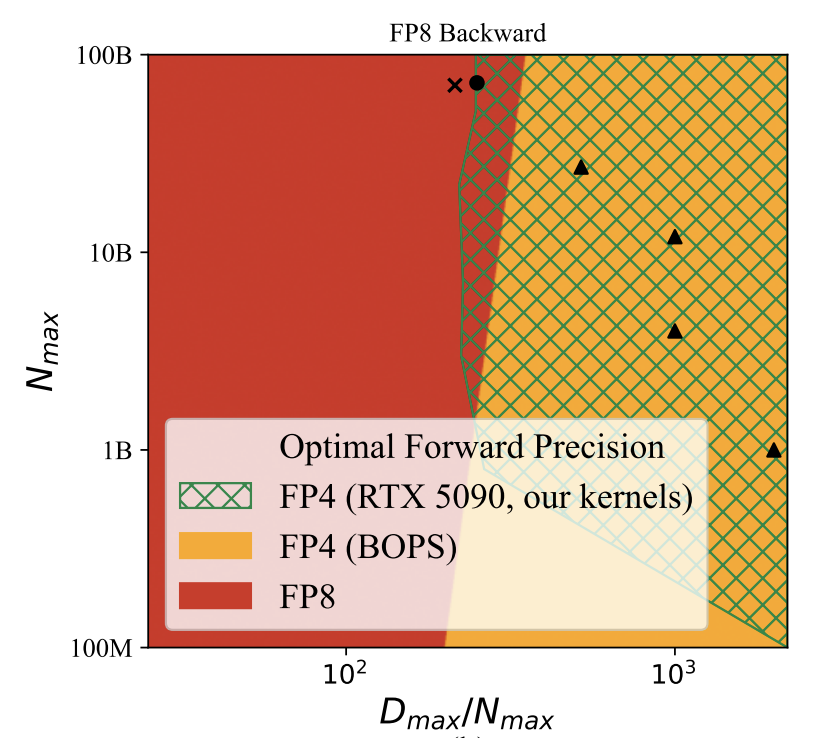 FP8 Backward
100B
10B
1B
100M
N_max
Optimal Forward Precision
FP4 (RTX 5090, our kernels)
FP4 (BOPS)
FP8
10^2
10^3
D_max/N_max